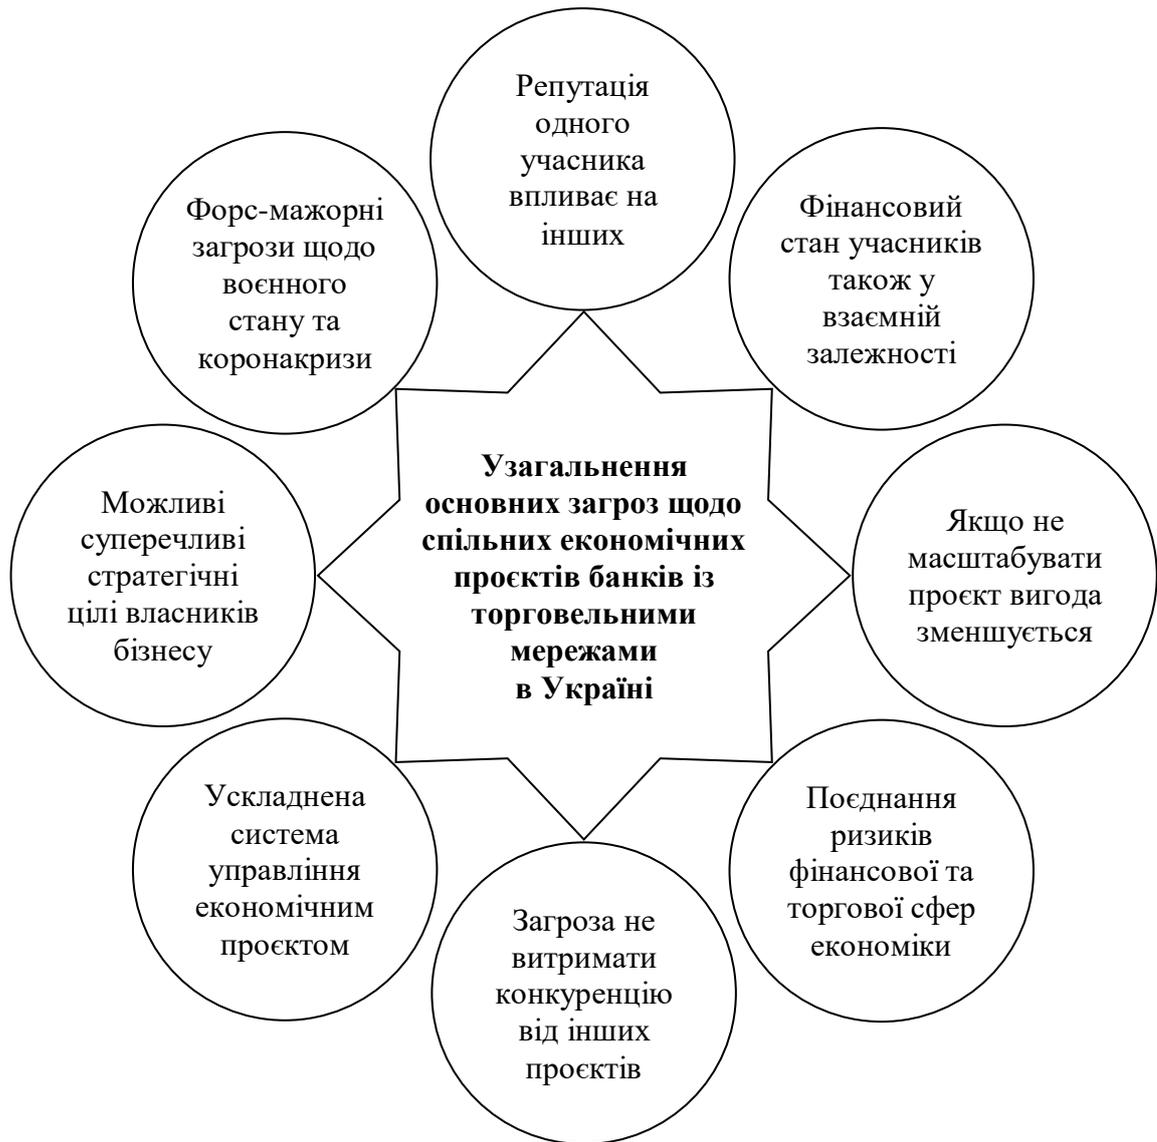 Репутація
одного
учасника
впливає на
інших
Фінансовий
стан учасників
також у
взаємній
залежності
Якщо не
масштабувати
проєкт вигода
зменшується
Поєднання
ризиків
фінансової та
торгової сфер
економіки
Загроза не
витримати
конкуренцію
від інших
проєктів
Ускладнена
система
управління
економічним
проєктом
Можливі
суперечливі
стратегічні
цілі власників
бізнесу
Форс-мажорні
загрози щодо
воєнного
стану та
коронакризи
Узагальнення
основних загроз щодо
спільних економічних
проєктів банків із
торговельними
мережами
в Україні